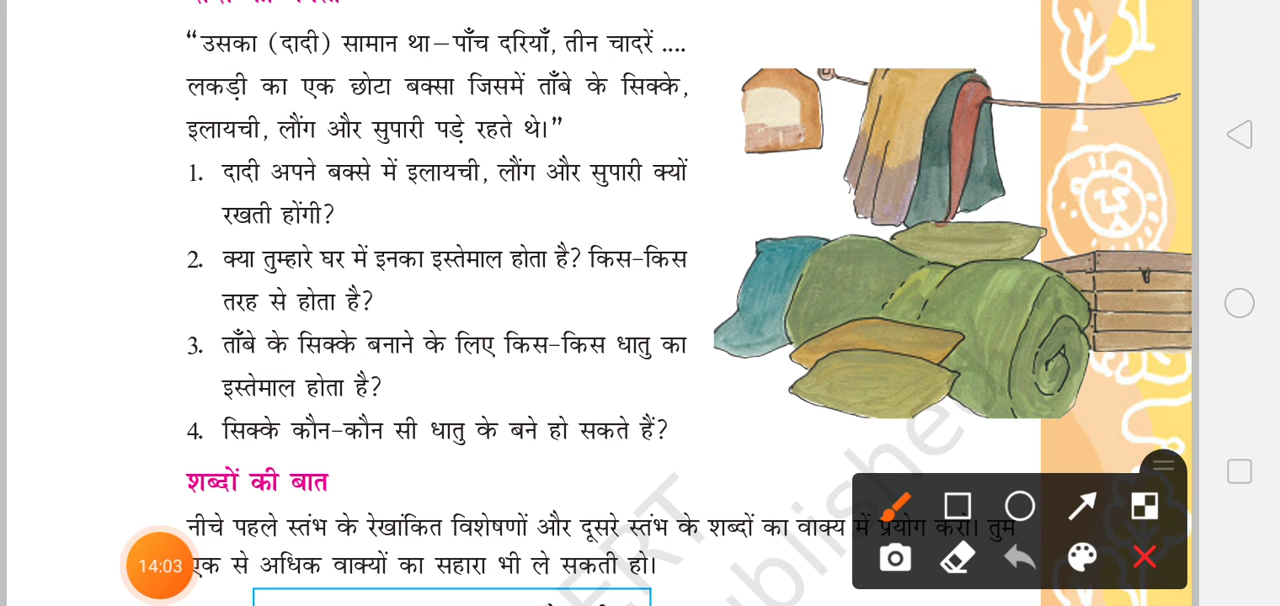 “उसका (दादी) सामान था–पाँच दरियाँ, तीन चादरें ....
लकड़ी का एक छोटा बक्सा जिसमें ताँबे के सिक्के,
इलायची, लौंग और सुपारी पड़े रहते थे।”
1. दादी अपने बक्से में इलायची, लौंग और सुपारी क्यों
रखती होंगी?
2. क्या तुम्हारे घर में इनका इस्तेमाल होता है? किस-किस
तरह से होता है?
3. ताँबे के सिक्के बनाने के लिए किस-किस धातु का
इस्तेमाल होता है?
4. सिक्के कौन-कौन सी धातु के बने हो सकते हैं?
शब्दों की बात
नीचे पहले स्तंभ के रेखांकित विशेषणों और दूसरे स्तंभ के शब्दों का वाक्य में प्रयोग करो। तुम
एक से अधिक वाक्यों का सहारा भी ले सकती हो।
14:03